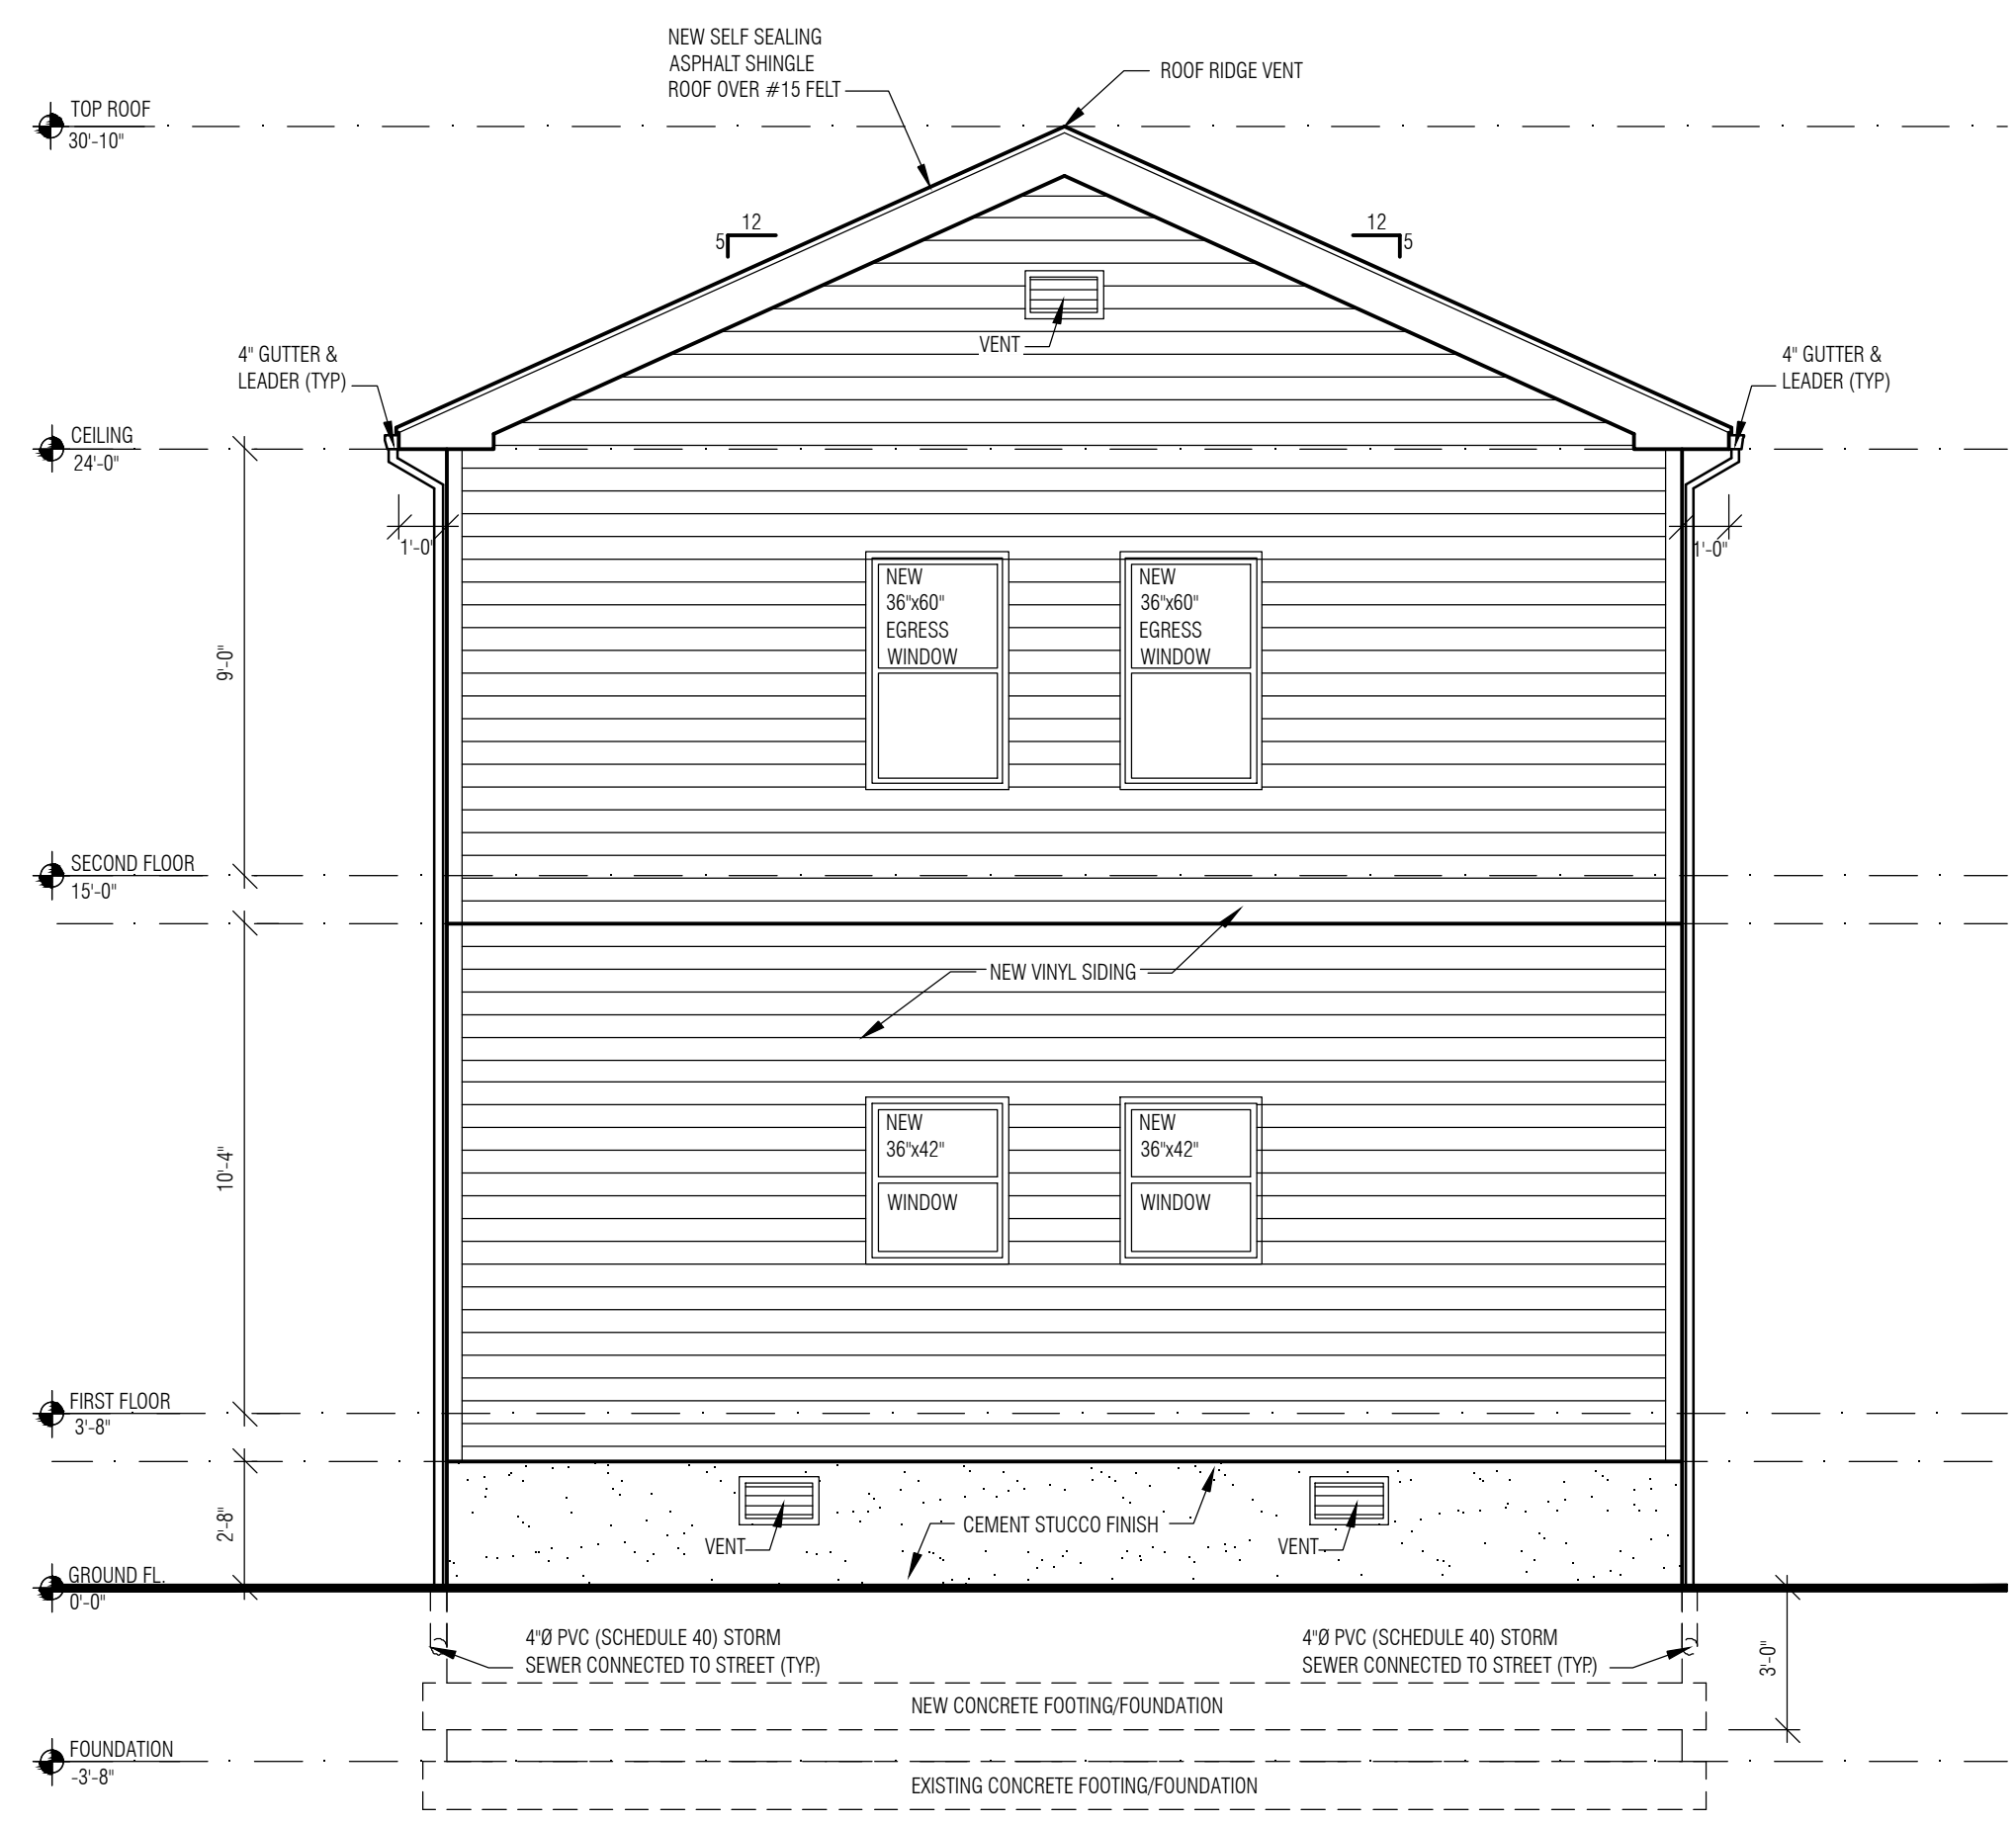 NEW SELF SEALING
ASPHALT SHINGLE
ROOF OVER #15 FELT
ROOF RIDGE VENT
TOP ROOF
30'-10"
12
5
12
5
VENT
4" GUTTER &
LEADER (TYP)
4" GUTTER &
LEADER (TYP)
CEILING
24'-0"
1'-0"
1'-0"
NEW
36"x60"
EGRESS
WINDOW
NEW
36"x60"
EGRESS
WINDOW
9'-0"
SECOND FLOOR
15'-0"
NEW VINYL SIDING
NEW
36"x42"
WINDOW
NEW
36"x42"
WINDOW
10'-4"
FIRST FLOOR
3'-8"
2'-8"
VENT
CEMENT STUCCO FINISH
VENT
GROUND FL.
0'-0"
4"Ø PVC (SCHEDULE 40) STORM
SEWER CONNECTED TO STREET (TYP.)
4"Ø PVC (SCHEDULE 40) STORM
SEWER CONNECTED TO STREET (TYP.)
3'-0"
NEW CONCRETE FOOTING/FOUNDATION
FOUNDATION
-3'-8"
EXISTING CONCRETE FOOTING/FOUNDATION